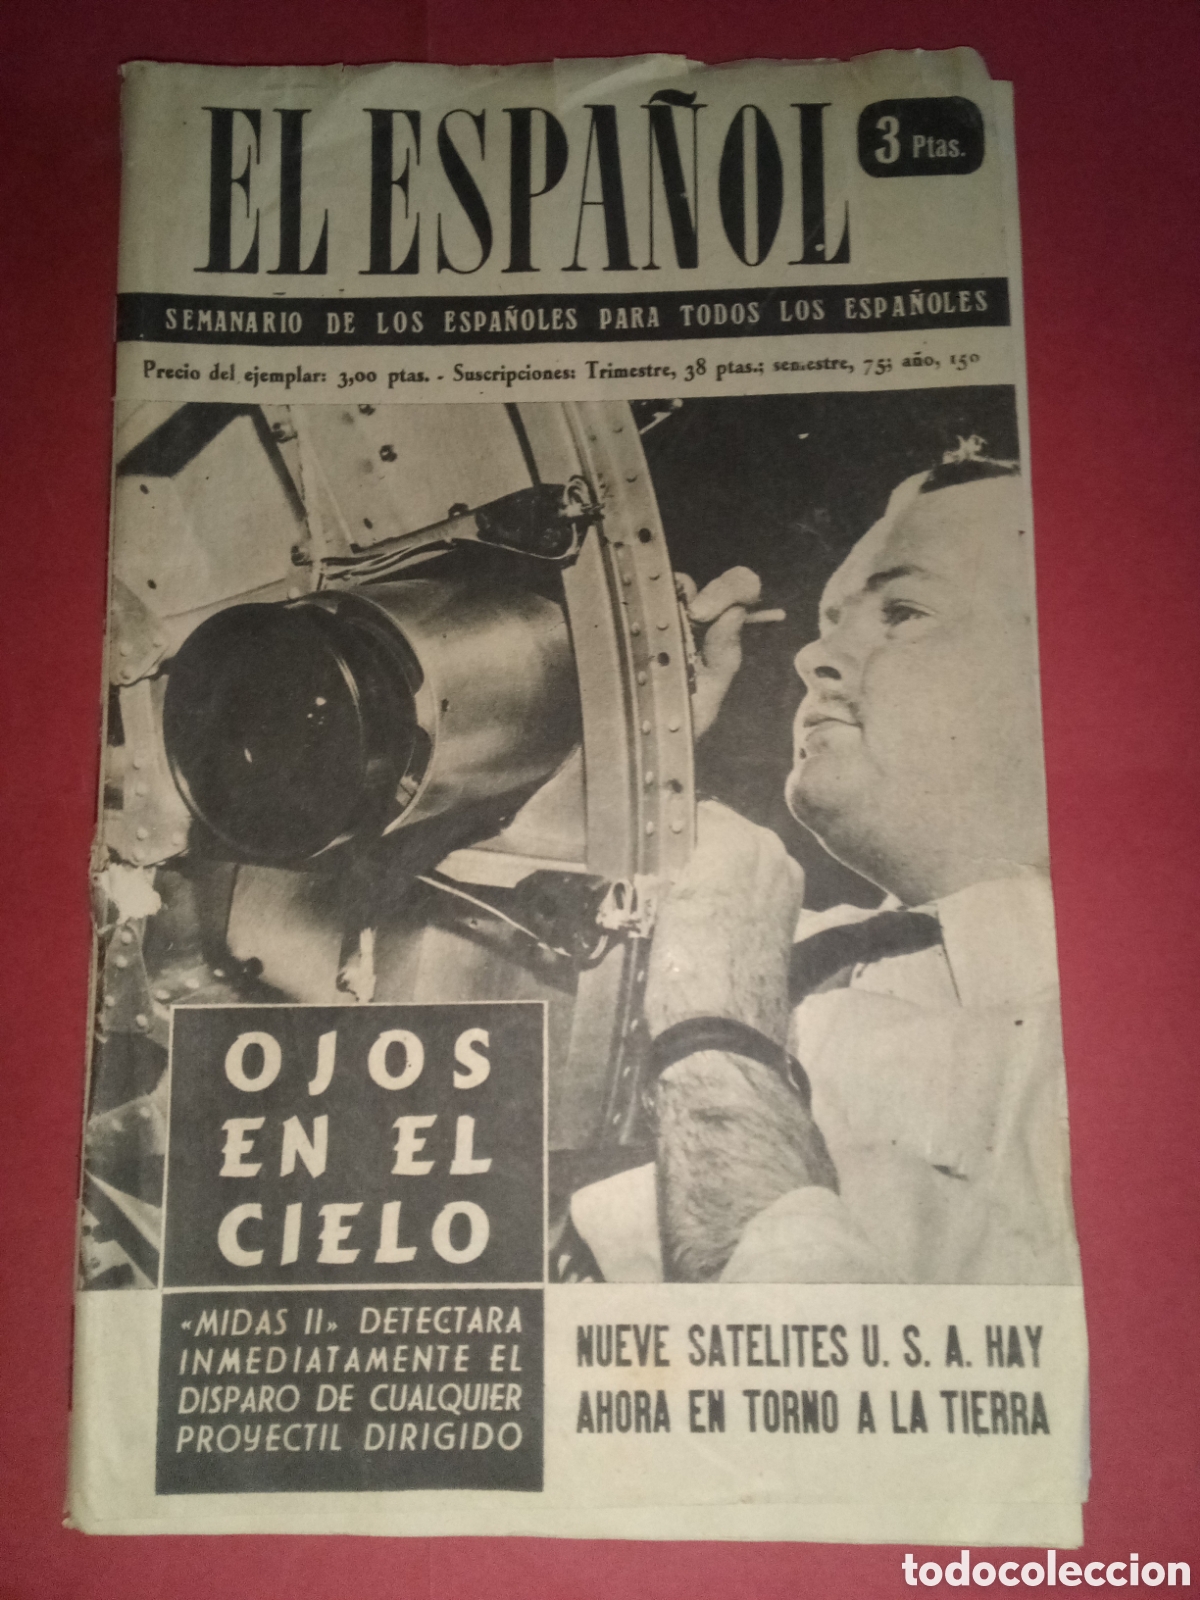 EL ESPAÑOL
3 Ptas.
SEMANARIO DE LOS ESPAÑOLES PARA TODOS LOS ESPAÑOLES
Precio del ejemplar: 3,00 ptas. - Suscripciones: Trimestre, 38 ptas.; semestre, 75; año, 150
OJOS
EN EL
CIELO
«MIDAS II» DETECTARA
INMEDIATAMENTE EL
DISPARO DE CUALQUIER
PROYECTIL DIRIGIDO
NUEVE SATELITES U. S. A. HAY
AHORA EN TORNO A LA TIERRA
todocoleccion